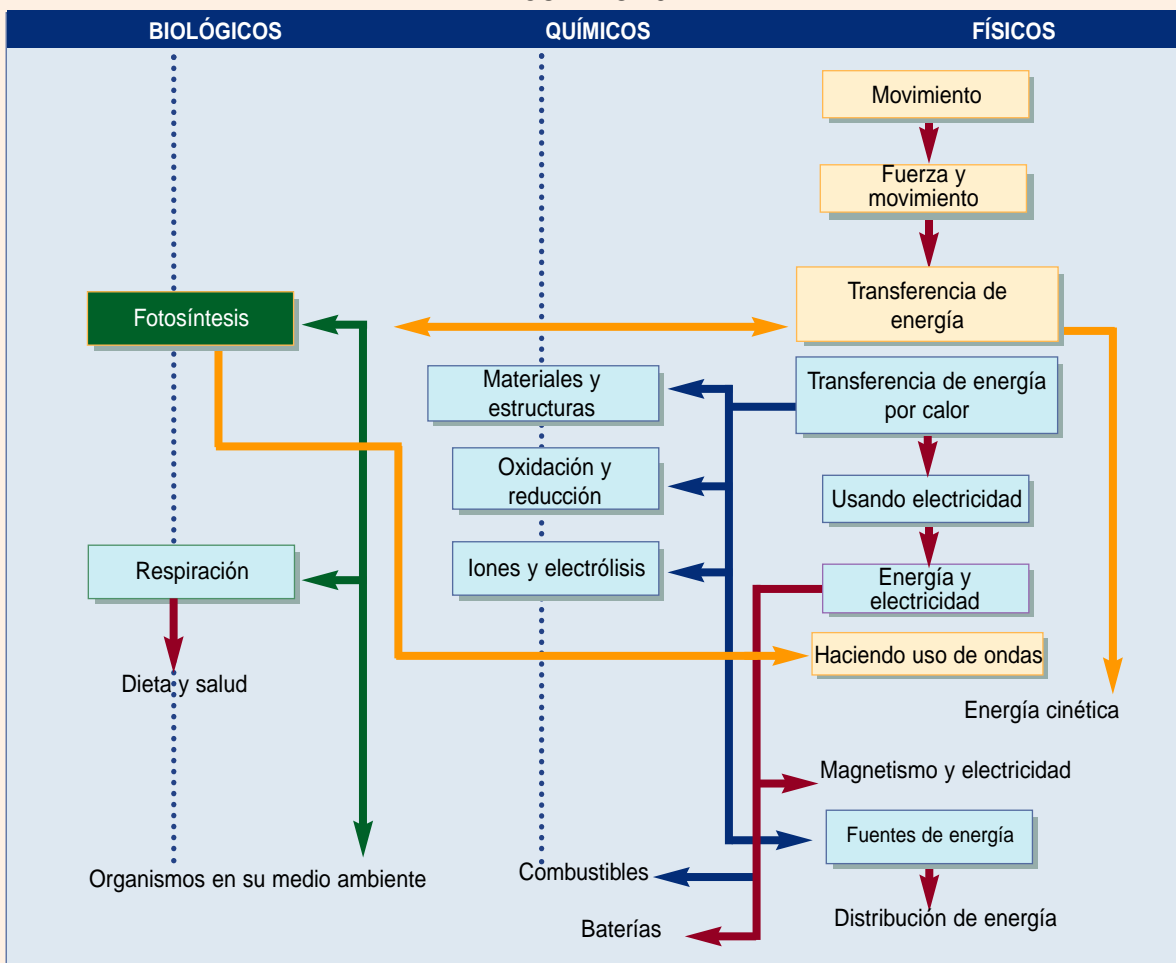 BIOLÓGICOS
QUÍMICOS
FÍSICOS
Movimiento
Fuerza y
movimiento
Transferencia de
energía
Fotosíntesis
Materiales y
estructuras
Transferencia de energía
por calor
Oxidación y
reducción
Usando electricidad
Respiración
Iones y electrólisis
Energía y
electricidad
Haciendo uso de ondas
Dieta y salud
Energía cinética
Magnetismo y electricidad
Fuentes de energía
Organismos en su medio ambiente
Combustibles
Distribución de energía
Baterías